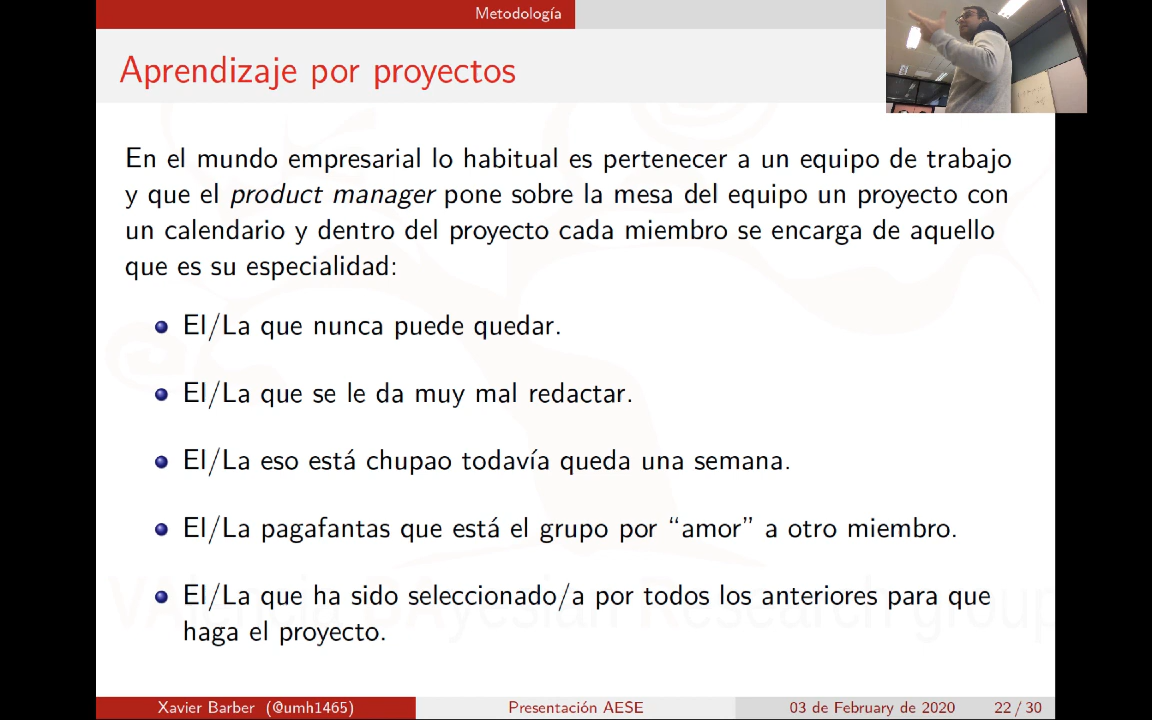 Metodología
Aprendizaje por proyectos
En el mundo empresarial lo habitual es pertenecer a un equipo de trabajo
y que el product manager pone sobre la mesa del equipo un proyecto con
un calendario y dentro del proyecto cada miembro se encarga de aquello
que es su especialidad:
El/La que nunca puede quedar.
El/La que se le da muy mal redactar.
El/La eso está chupao todavía queda una semana.
El/La pagafantas que está el grupo por “amor” a otro miembro.
El/La que ha sido seleccionado/a por todos los anteriores para que
haga el proyecto.
VAlencia BAyesian Research group
Xavier Barber (@umh1465)
Presentación AESE
03 de February de 2020
22 / 30